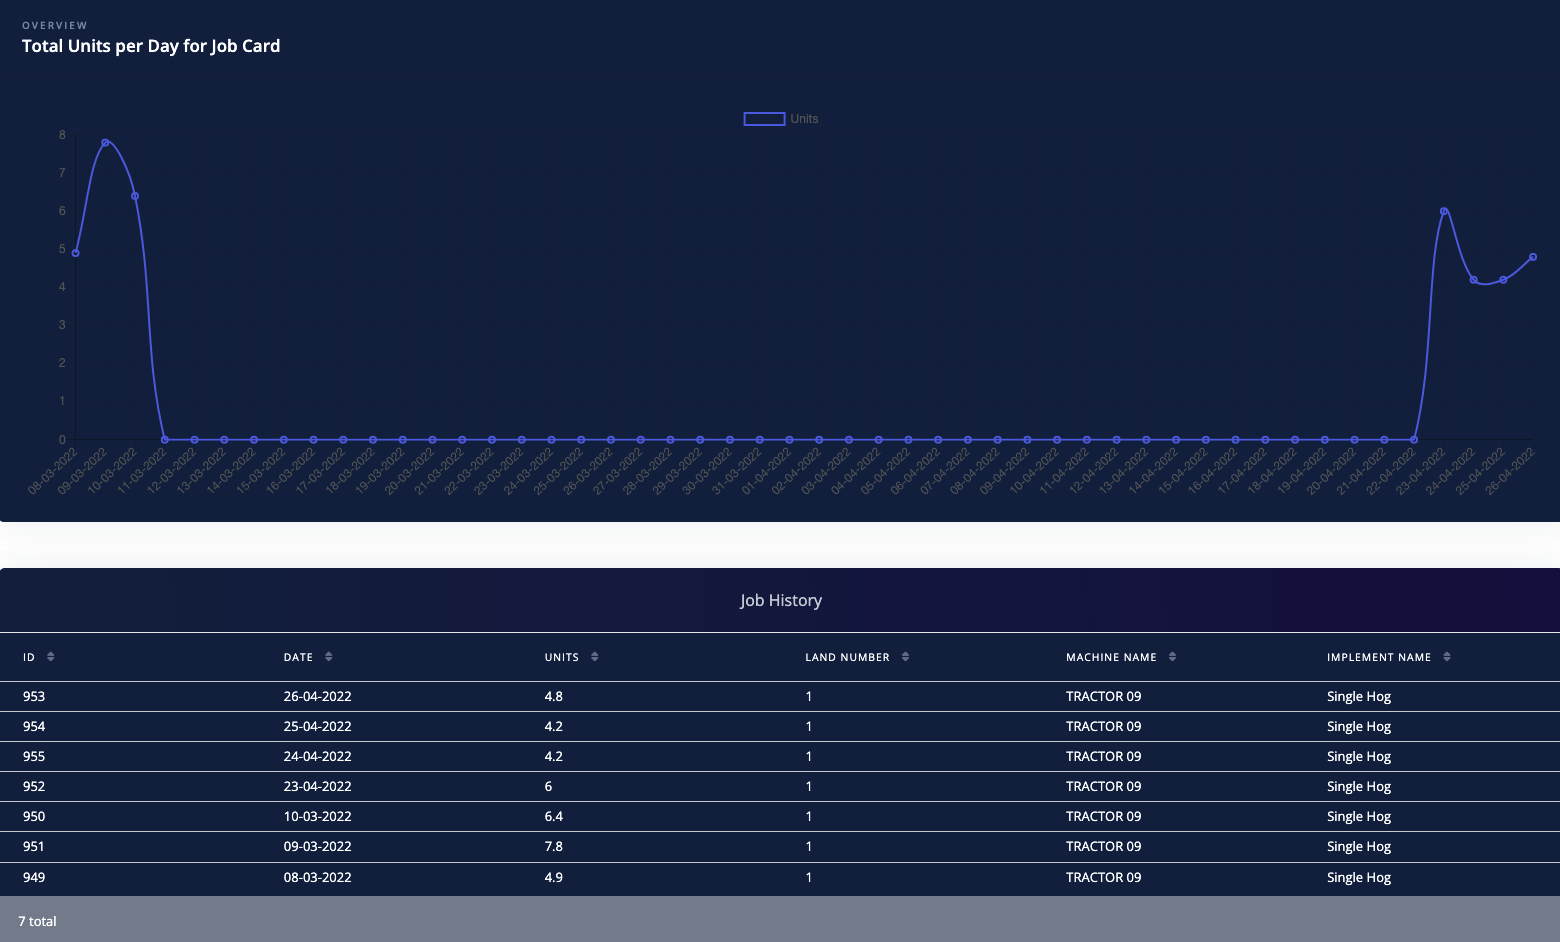 OVERVIEW
Total Units per Day for Job Card
Units
8
7
6
5
4
3
2
1
0
08-03-2022 09-03-2022 10-03-2022 11-03-2022 12-03-2022 13-03-2022 14-03-2022 15-03-2022 16-03-2022 17-03-2022 18-03-2022 19-03-2022 20-03-2022 21-03-2022 22-03-2022 23-03-2022 24-03-2022 25-03-2022 26-03-2022 27-03-2022 28-03-2022 29-03-2022 30-03-2022 31-03-2022 01-04-2022 02-04-2022 03-04-2022 04-04-2022 05-04-2022 06-04-2022 07-04-2022 08-04-2022 09-04-2022 10-04-2022 11-04-2022 12-04-2022 13-04-2022 14-04-2022 15-04-2022 16-04-2022 17-04-2022 18-04-2022 19-04-2022 20-04-2022 21-04-2022 22-04-2022 23-04-2022 24-04-2022 25-04-2022 26-04-2022
Job History
ID DATE UNITS LAND NUMBER MACHINE NAME IMPLEMENT NAME
953 26-04-2022 4.8 1 TRACTOR 09 Single Hog
954 25-04-2022 4.2 1 TRACTOR 09 Single Hog
955 24-04-2022 4.2 1 TRACTOR 09 Single Hog
952 23-04-2022 6 1 TRACTOR 09 Single Hog
950 10-03-2022 6.4 1 TRACTOR 09 Single Hog
951 09-03-2022 7.8 1 TRACTOR 09 Single Hog
949 08-03-2022 4.9 1 TRACTOR 09 Single Hog
7 total